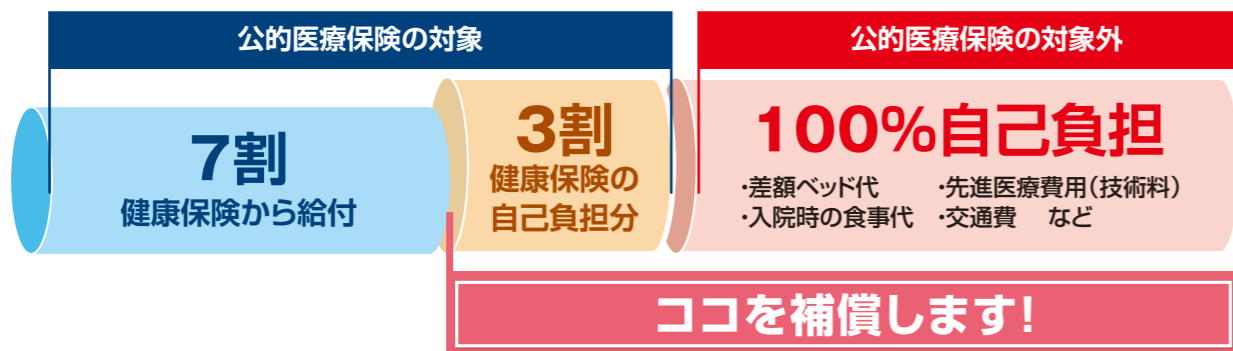 公的医療保険の対象
公的医療保険の対象外
7割
健康保険から給付
3割
健康保険の
自己負担分
100%自己負担
・差額ベッド代 ・先進医療費用(技術料)
・入院時の食事代 ・交通費 など
ココを補償します!